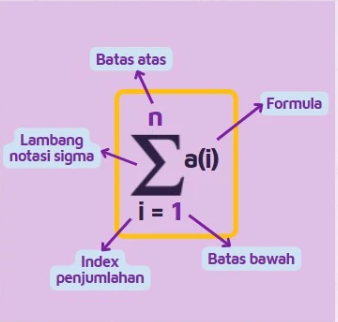 Batas atas
n
Formula
Lambang
notasi sigma
∑ a(i)
i = 1
Index
penjumlahan
Batas bawah